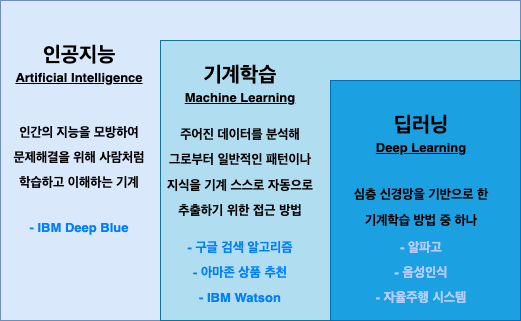 인공지능
Artificial Intelligence
인간의 지능을 모방하여
문제해결을 위해 사람처럼
학습하고 이해하는 기계
- IBM Deep Blue
기계학습
Machine Learning
주어진 데이터를 분석해
그로부터 일반적인 패턴이나
지식을 기계 스스로 자동으로
추출하기 위한 접근 방법
- 구글 검색 알고리즘
- 아마존 상품 추천
- IBM Watson
딥러닝
Deep Learning
심층 신경망을 기반으로 한
기계학습 방법 중 하나
- 알파고
- 음성인식
- 자율주행 시스템